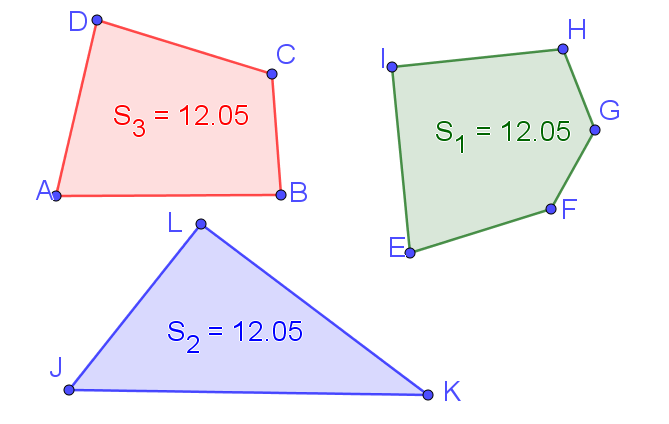 D
C
S₃ = 12.05
A
B
I
H
S₁ = 12.05
G
F
E
L
S₂ = 12.05
J
K